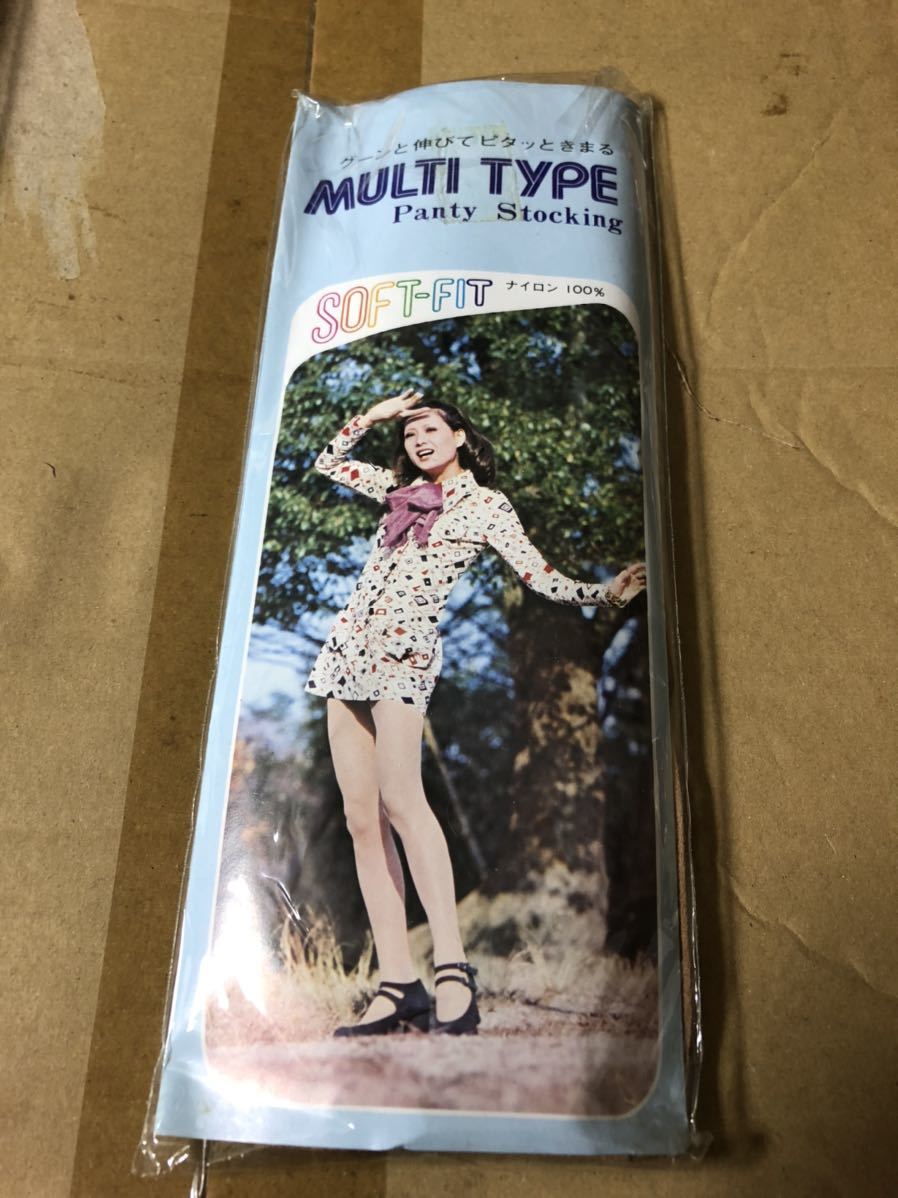 グーンと伸びてピタッときまる
MULTI TYPE
Panty Stocking
SOFT-FIT ナイロン 100%